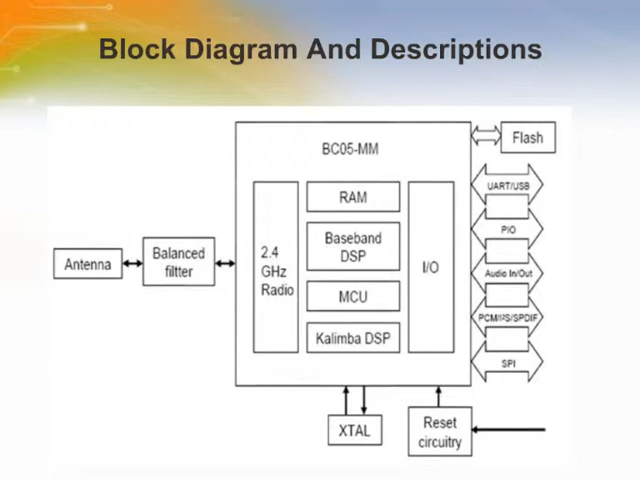 Block Diagram And Descriptions
BC05-MM
Flash
RAM
UART/USB
Baseband
DSP
PIO
Antenna
Balanced
filtter
2.4
GHz
Radio
I/O
Audio In/Out
MCU
PCM/I²S/SPDIF
Kalimba DSP
SPI
XTAL
Reset
circuitry